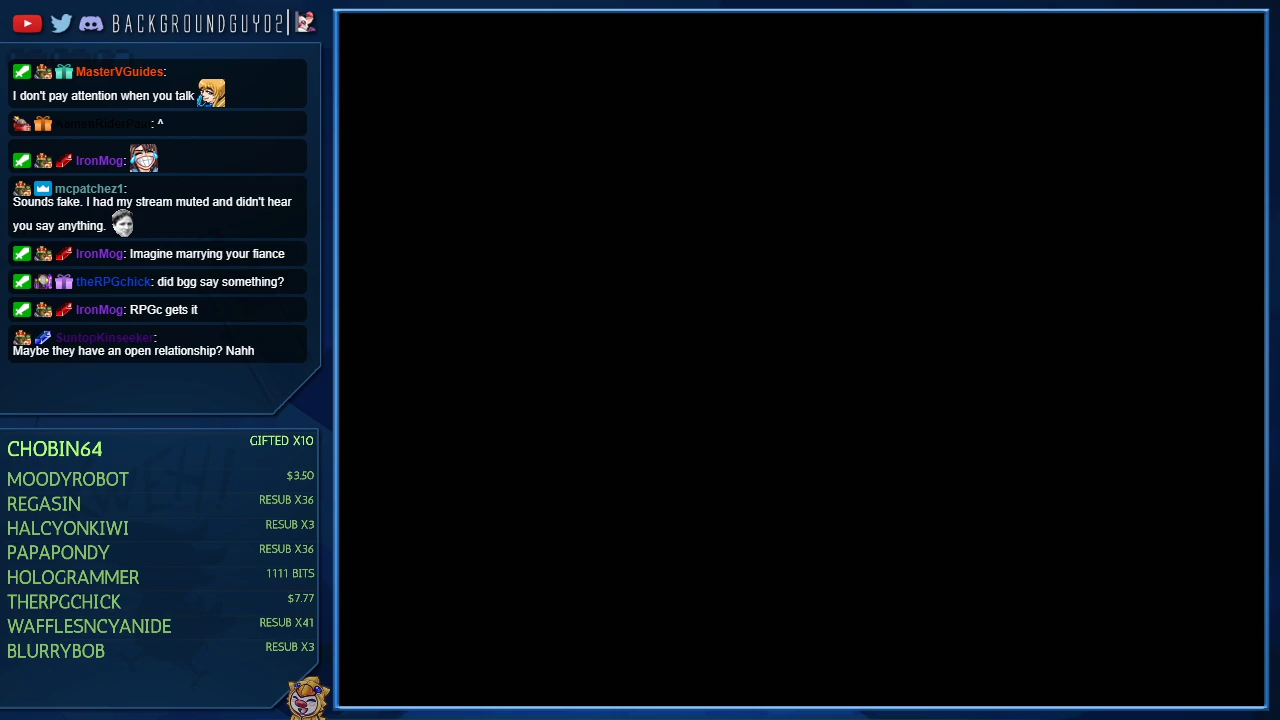 BACKGROUNDGUY02
MasterVGuides:
I don't pay attention when you talk
KamenRiderPaul: ^
IronMog:
mcpatchez1:
Sounds fake. I had my stream muted and didn't hear
you say anything.
IronMog: Imagine marrying your fiance
theRPGchick: did bgg say something?
IronMog: RPGc gets it
SuntopKinseeker:
Maybe they have an open relationship? Nahh
CHOBIN64 GIFTED X10
MOODYROBOT $3.50
REGASIN RESUB X36
HALCYONKIWI RESUB X3
PAPAPONDY RESUB X36
HOLOGRAMMER 1111 BITS
THERPGCHICK $7.77
WAFFLESNCYANIDE RESUB X41
BLURRYBOB RESUB X3